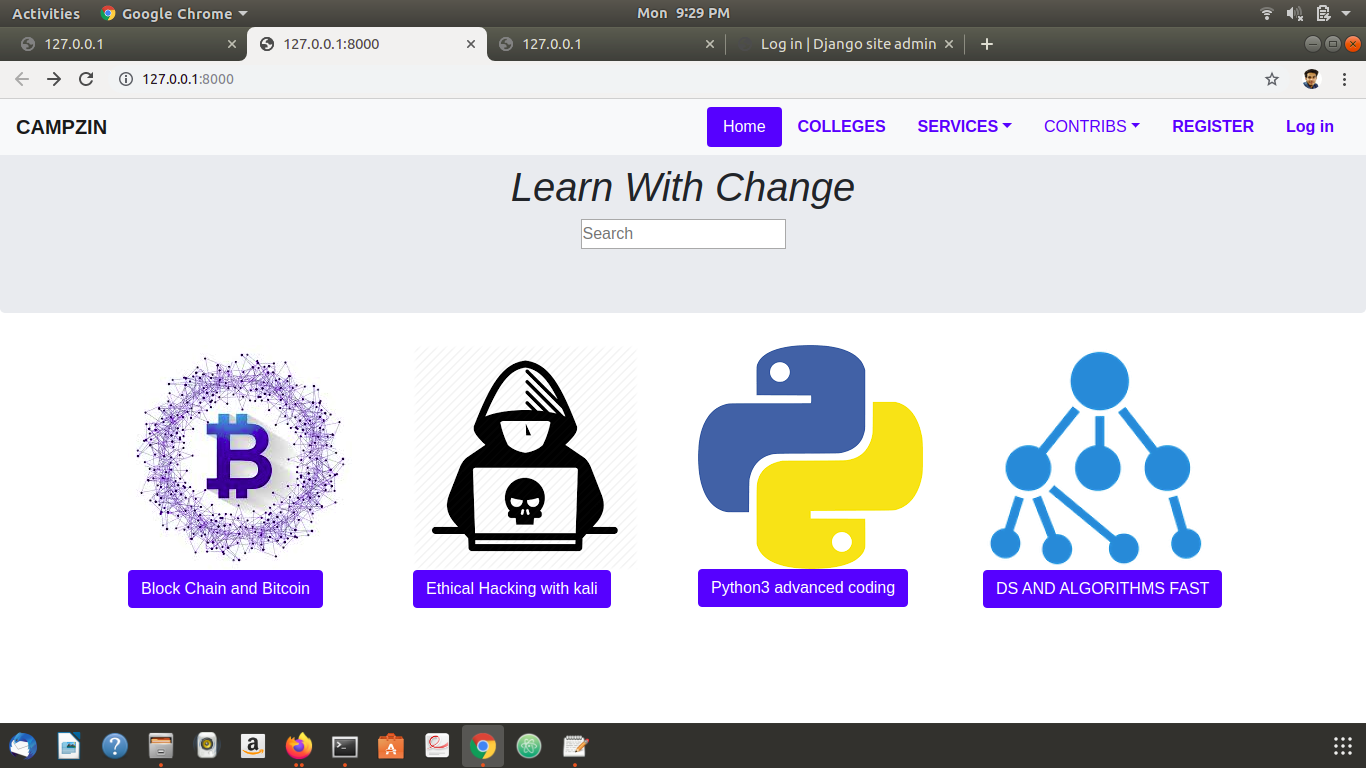 Activities Google Chrome Mon 9:29 PM
127.0.0.1 127.0.0.1:8000 127.0.0.1 Log in | Django site admin
127.0.0.1:8000
CAMPZIN Home COLLEGES SERVICES CONTRIBS REGISTER Log in
Learn With Change
Search
Block Chain and Bitcoin Ethical Hacking with kali Python3 advanced coding DS AND ALGORITHMS FAST